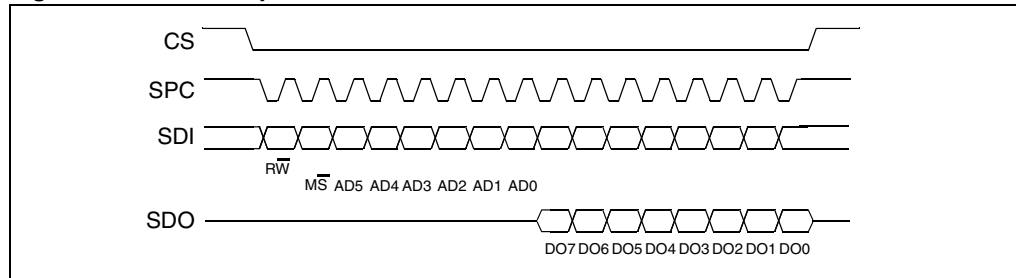 CS
SPC
SDI
RW̅
MS̅ AD5 AD4 AD3 AD2 AD1 AD0
SDO
DO7 DO6 DO5 DO4 DO3 DO2 DO1 DO0